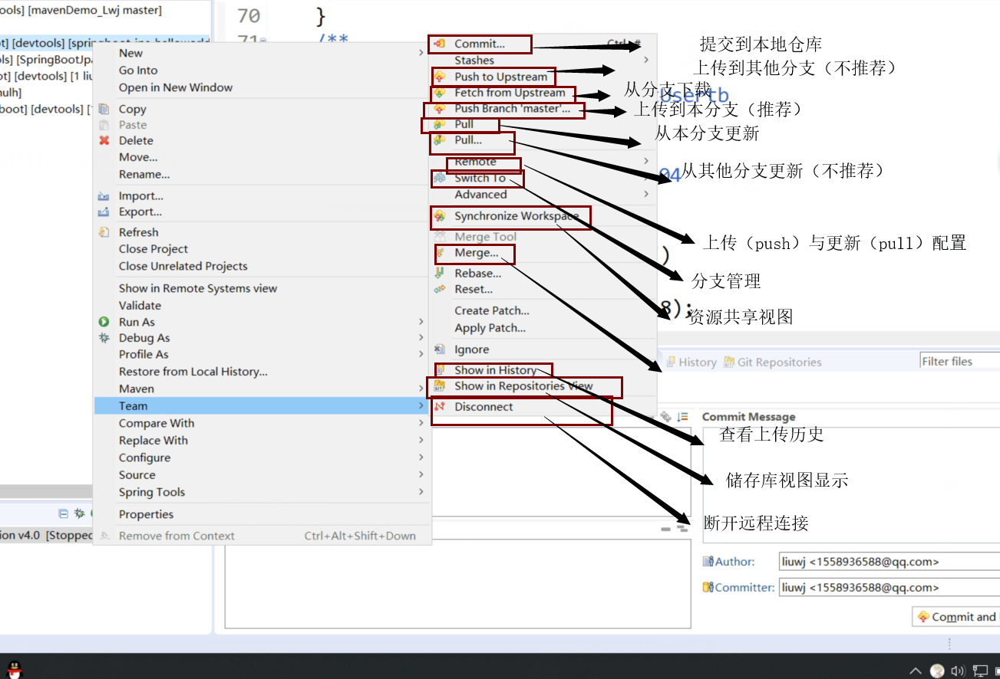 ools] [mavenDemo_Lwj master]
70 }
71 /**
ot] [devtools] [springboot-jpa-helloworld
ols] [SpringBootJpa
ot] [devtools] [1 liu
nulh]
boot] [devtools] [1
New
Go Into
Open in New Window
Copy
Paste
Delete
Move...
Rename...
Import...
Export...
Refresh
Close Project
Close Unrelated Projects
Show in Remote Systems view
Validate
Run As
Debug As
Profile As
Restore from Local History...
Maven
Team
Compare With
Replace With
Configure
Source
Spring Tools
Properties
Remove from Context Ctrl+Alt+Shift+Down
ion v4.0 [Stopped
Commit... Ctrl+#
Stashes
Push to Upstream
Fetch from Upstream
Push Branch 'master'...
Pull
Pull...
Remote
Switch To
Advanced
Synchronize Workspace
Merge Tool
Merge...
Rebase...
Reset...
Create Patch...
Apply Patch...
Ignore
Show in History
Show in Repositories View
Disconnect
提交到本地仓库
上传到其他分支（不推荐）
从分支下载
usertb
上传到本分支（推荐）
从本分支更新
04
从其他分支更新（不推荐）
上传（push）与更新（pull）配置
)
分支管理
8);
资源共享视图
History Git Repositories
Filter files
Commit Message
查看上传历史
储存库视图显示
断开远程连接
Author: liuwj <1558936588@qq.com>
Committer: liuwj <1558936588@qq.com>
Commit and